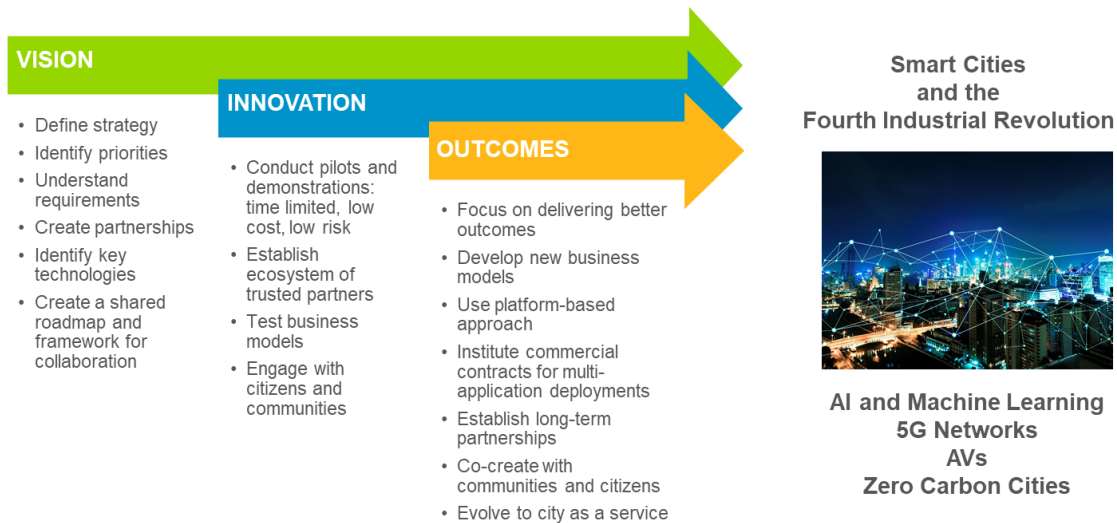 VISION
• Define strategy
• Identify priorities
• Understand
requirements
• Create partnerships
• Identify key
technologies
• Create a shared
roadmap and
framework for
collaboration
INNOVATION
• Conduct pilots and
demonstrations:
time limited, low
cost, low risk
• Establish
ecosystem of
trusted partners
• Test business
models
• Engage with
citizens and
communities
OUTCOMES
• Focus on delivering better
outcomes
• Develop new business
models
• Use platform-based
approach
• Institute commercial
contracts for multi-
application deployments
• Establish long-term
partnerships
• Co-create with
communities and citizens
• Evolve to city as a service
Smart Cities
and the
Fourth Industrial Revolution
AI and Machine Learning
5G Networks
AVs
Zero Carbon Cities